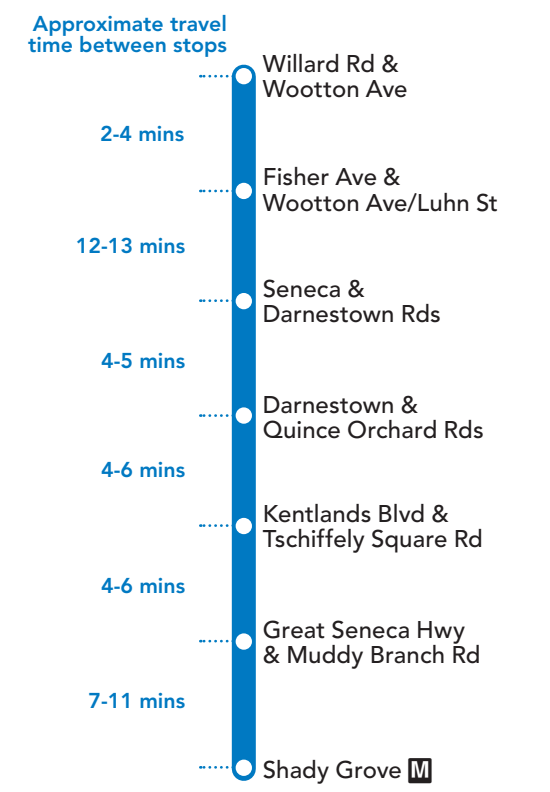 Approximate travel
time between stops
Willard Rd &
Wootton Ave
2-4 mins
Fisher Ave &
Wootton Ave/Luhn St
12-13 mins
Seneca &
Darnestown Rds
4-5 mins
Darnestown &
Quince Orchard Rds
4-6 mins
Kentlands Blvd &
Tschiffely Square Rd
4-6 mins
Great Seneca Hwy
& Muddy Branch Rd
7-11 mins
Shady Grove M